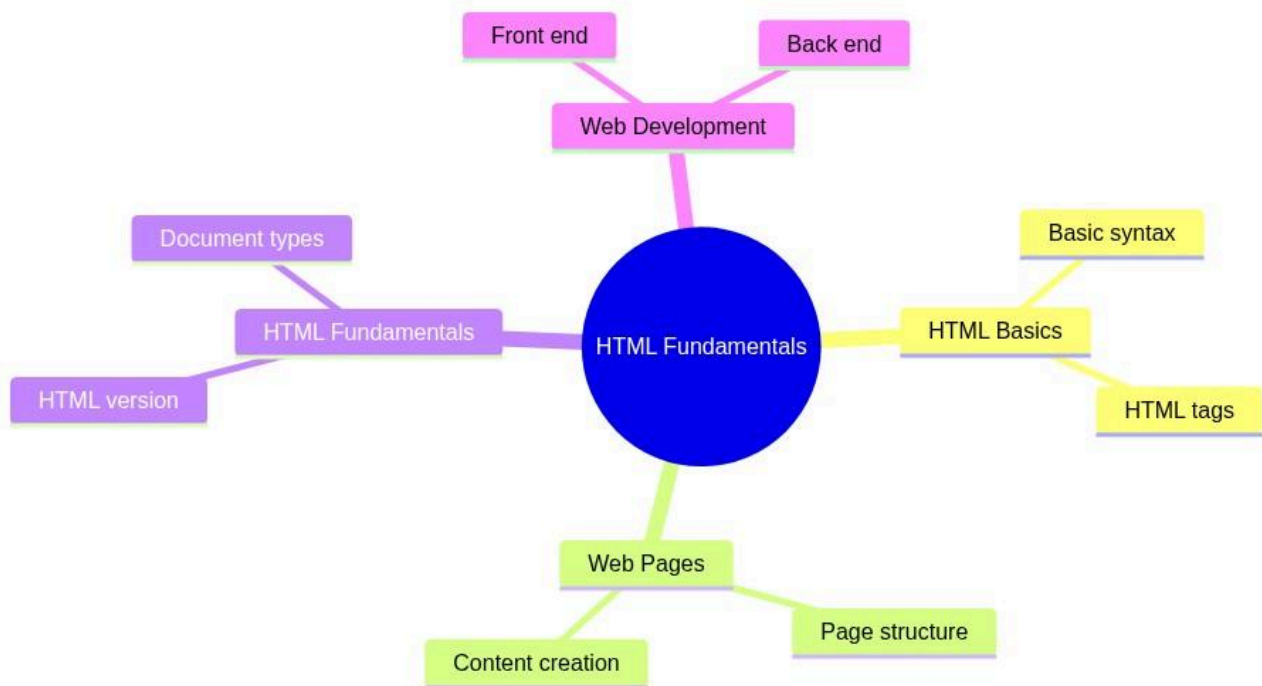 Front end
Back end
Web Development
Document types
Basic syntax
HTML Fundamentals
HTML Fundamentals
HTML Basics
HTML version
HTML tags
Web Pages
Page structure
Content creation